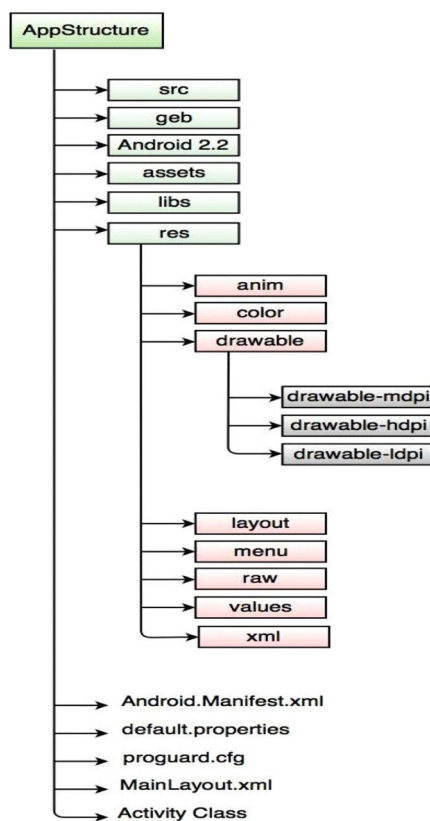 AppStructure
src
geb
Android 2.2
assets
libs
res
anim
color
drawable
drawable-mdpi
drawable-hdpi
drawable-ldpi
layout
menu
raw
values
xml
Android.Manifest.xml
default.properties
proguard.cfg
MainLayout.xml
Activity Class